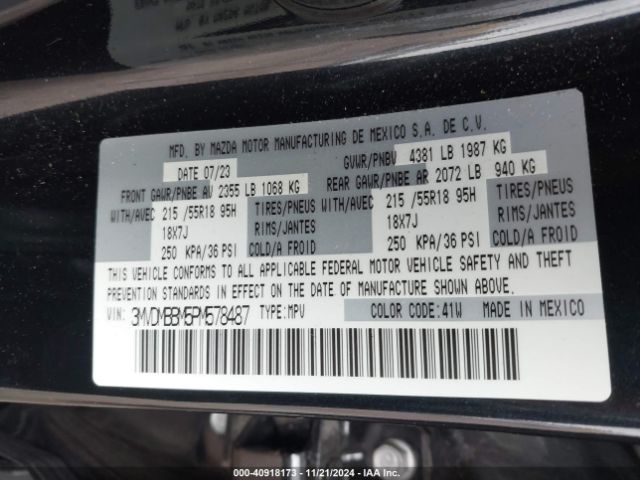 MFD. BY MAZDA MOTOR MANUFACTURING DE MEXICO S.A. DE C.V.
DATE 07/23 GVWR/PNBV 4381 LB 1987 KG
FRONT GAWR/PNBE AV 2355 LB 1068 KG REAR GAWR/PNBE AR 2072 LB 940 KG
WITH/AVEC 215 /55R18 95H TIRES/PNEUS WITH/AVEC 215 /55R18 95H TIRES/PNEUS
18X7J RIMS/JANTES 18X7J RIMS/JANTES
250 KPA/36 PSI COLD/A FROID 250 KPA/36 PSI COLD/A FROID
THIS VEHICLE CONFORMS TO ALL APPLICABLE FEDERAL MOTOR VEHICLE SAFETY AND THEFT
PREVENTION STANDARDS IN EFFECT ON THE DATE OF MANUFACTURE SHOWN ABOVE.
VIN: 3MVDMBBM5PM578487 TYPE:MPV COLOR CODE:41W MADE IN MEXICO
000-40918173 — 11/21/2024 — IAA Inc.